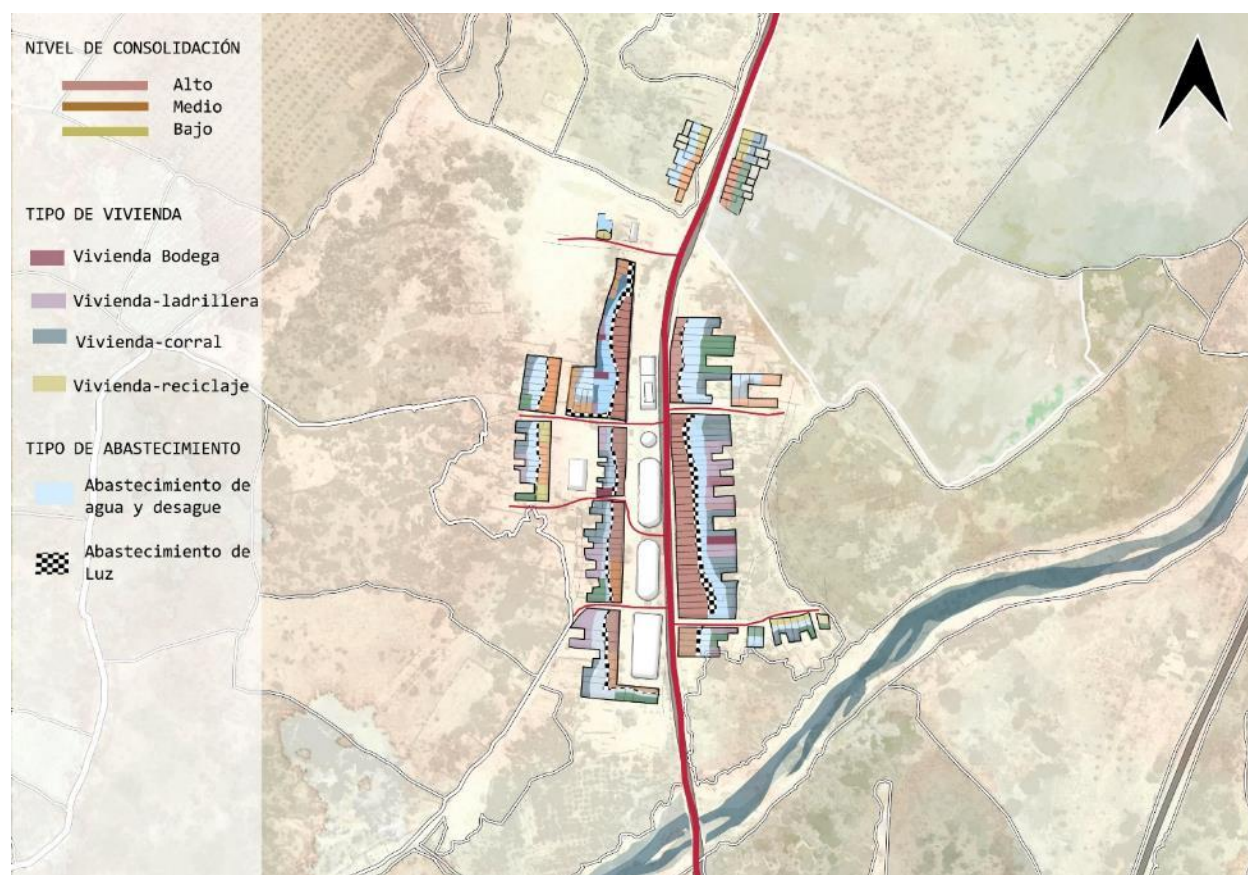 NIVEL DE CONSOLIDACIÓN
Alto
Medio
Bajo
TIPO DE VIVIENDA
Vivienda Bodega
Vivienda-ladrillera
Vivienda-corral
Vivienda-reciclaje
TIPO DE ABASTECIMIENTO
Abastecimiento de
agua y desague
Abastecimiento de
Luz